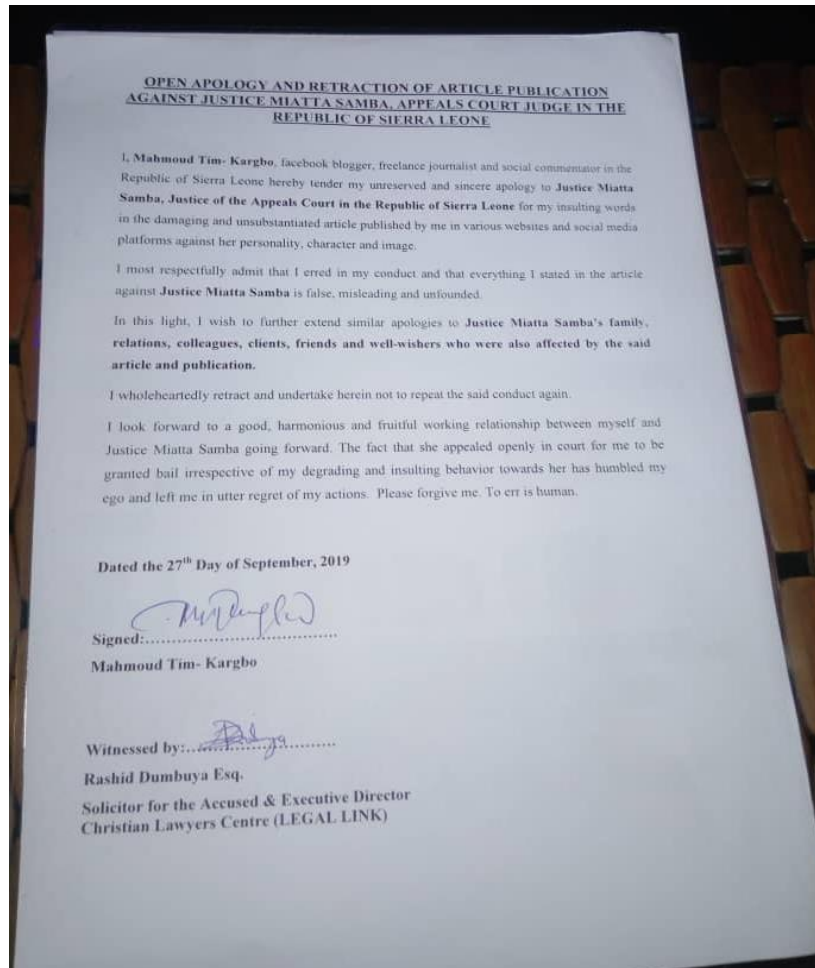 OPEN APOLOGY AND RETRACTION OF ARTICLE PUBLICATION
AGAINST JUSTICE MIATTA SAMBA, APPEALS COURT JUDGE IN THE
REPUBLIC OF SIERRA LEONE
I, Mahmoud Tim- Kargbo, facebook blogger, freelance journalist and social commentator in the
Republic of Sierra Leone hereby tender my unreserved and sincere apology to Justice Miatta
Samba, Justice of the Appeals Court in the Republic of Sierra Leone for my insulting words
in the damaging and unsubstantiated article published by me in various websites and social media
platforms against her personality, character and image.
I most respectfully admit that I erred in my conduct and that everything I stated in the article
against Justice Miatta Samba is false, misleading and unfounded.
In this light, I wish to further extend similar apologies to Justice Miatta Samba's family,
relations, colleagues, clients, friends and well-wishers who were also affected by the said
article and publication.
I wholeheartedly retract and undertake herein not to repeat the said conduct again.
I look forward to a good, harmonious and fruitful working relationship between myself and
Justice Miatta Samba going forward. The fact that she appealed openly in court for me to be
granted bail irrespective of my degrading and insulting behavior towards her has humbled my
ego and left me in utter regret of my actions. Please forgive me. To err is human.
Dated the 27th Day of September, 2019
Signed:....................................
Mahmoud Tim- Kargbo
Witnessed by:............................
Rashid Dumbuya Esq.
Solicitor for the Accused & Executive Director
Christian Lawyers Centre (LEGAL LINK)